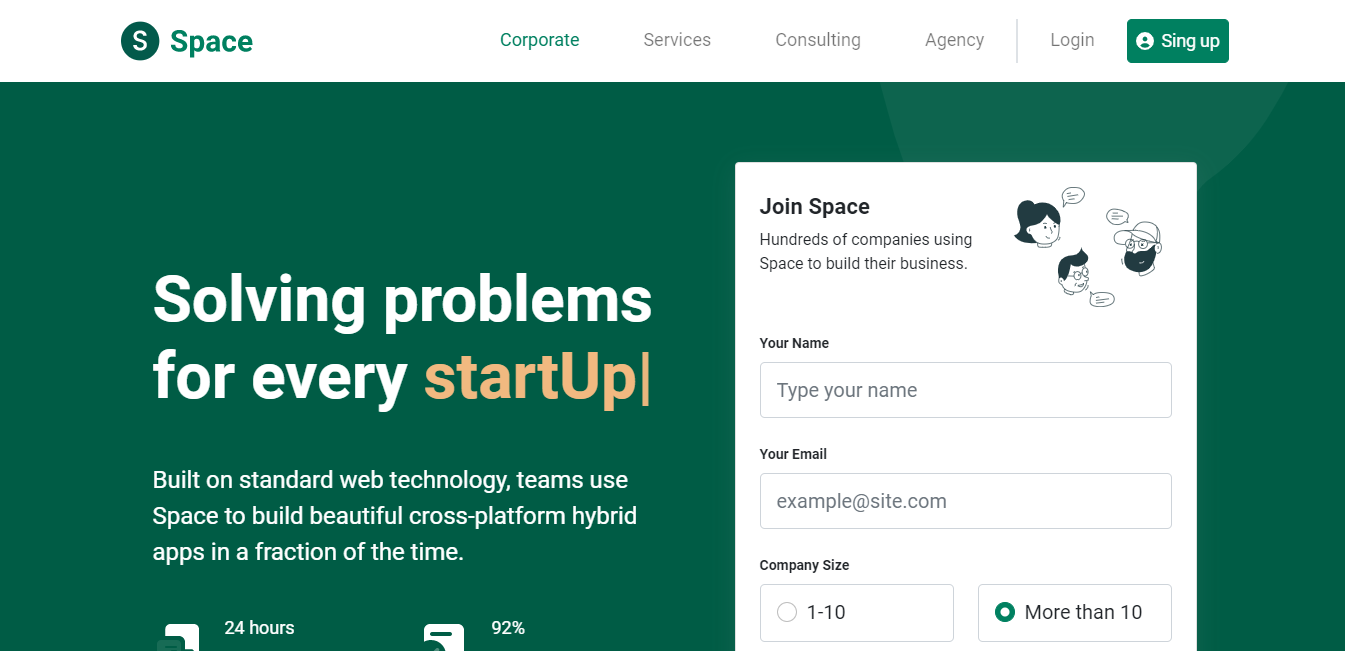 S Space
Corporate Services Consulting Agency Login Sing up
Solving problems
for every startUp|
Built on standard web technology, teams use
Space to build beautiful cross-platform hybrid
apps in a fraction of the time.
24 hours 92%
Join Space
Hundreds of companies using
Space to build their business.
Your Name
Type your name
Your Email
example@site.com
Company Size
1-10 More than 10